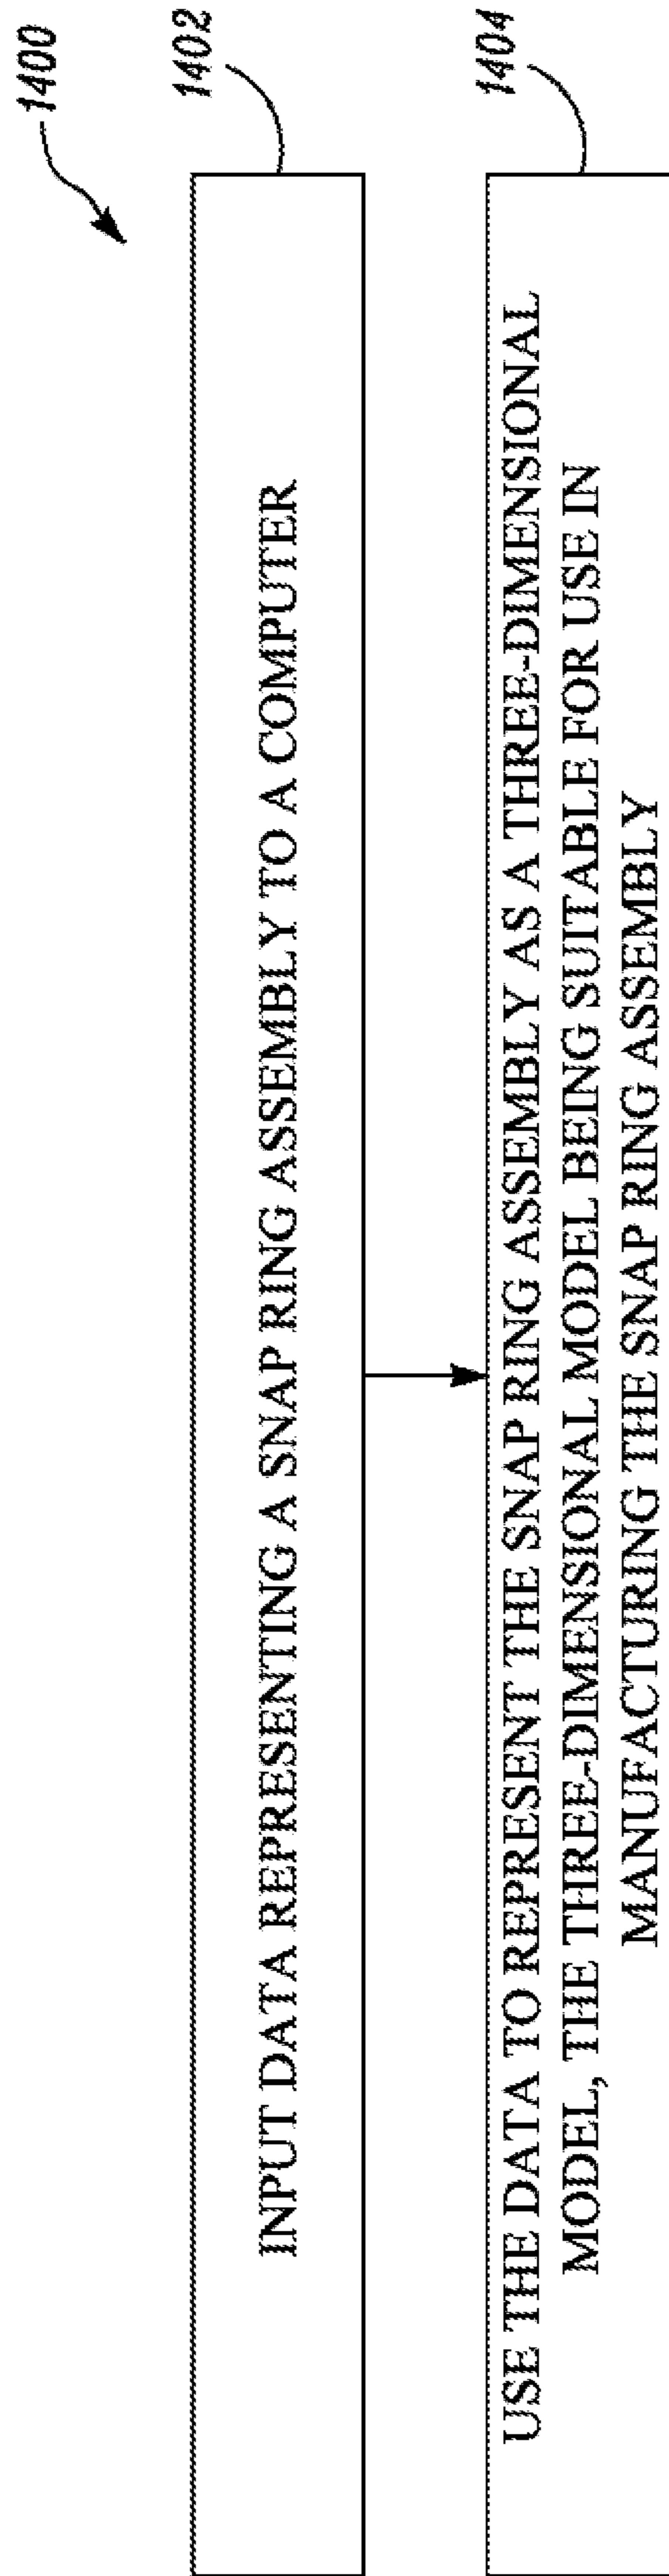 1400
1402
INPUT DATA REPRESENTING A SNAP RING ASSEMBLY TO A COMPUTER
1404
USE THE DATA TO REPRESENT THE SNAP RING ASSEMBLY AS A THREE-DIMENSIONAL
MODEL, THE THREE-DIMENSIONAL MODEL BEING SUITABLE FOR USE IN
MANUFACTURING THE SNAP RING ASSEMBLY